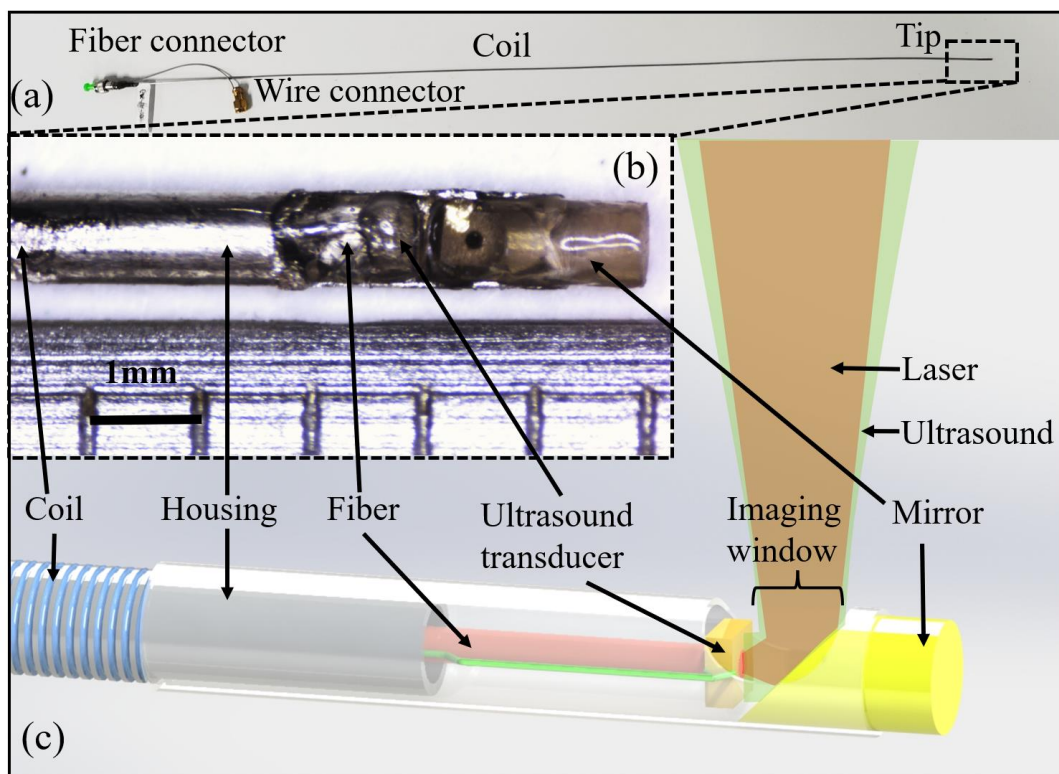 Fiber connector
Coil
Tip
(a)
Wire connector
(b)
1mm
Laser
Ultrasound
Coil
Housing
Fiber
Ultrasound
transducer
Imaging
window
Mirror
(c)